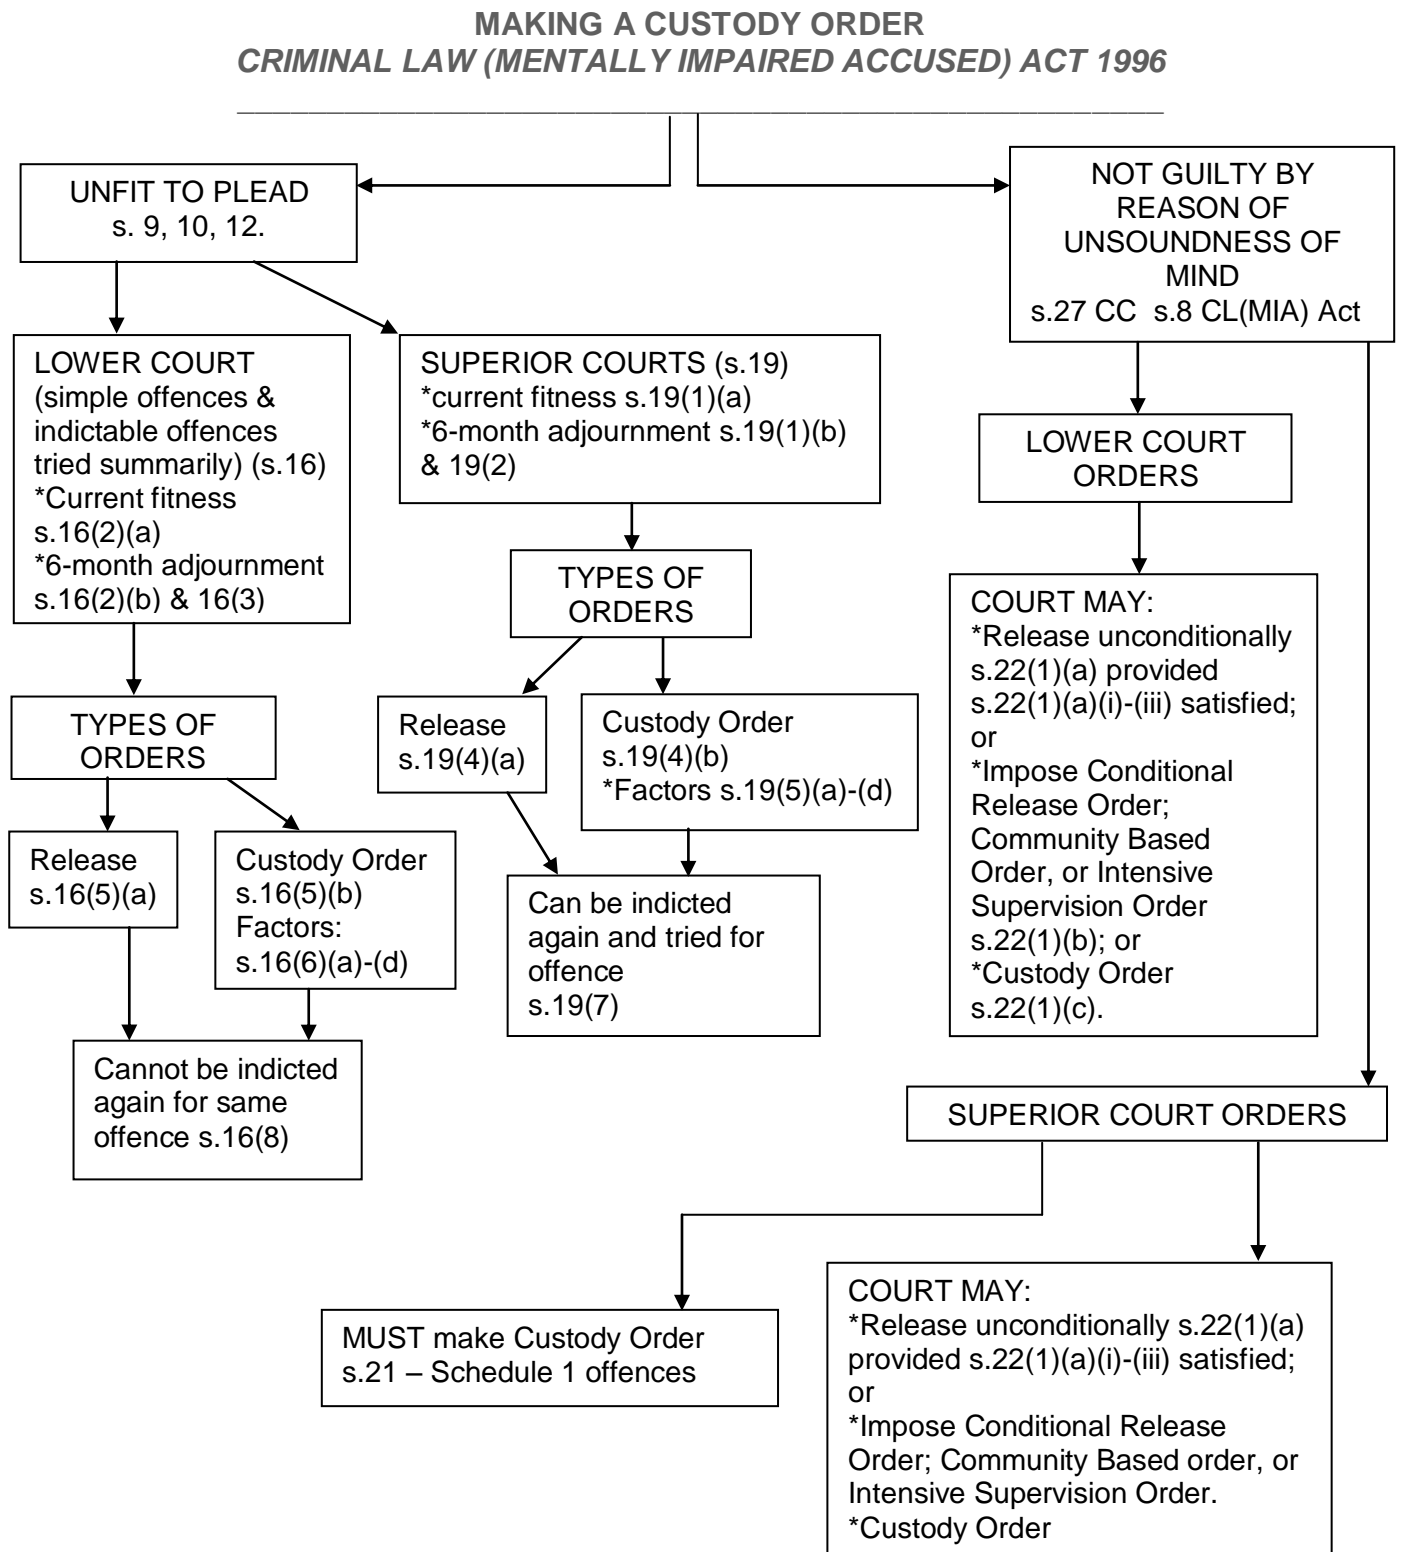 MAKING A CUSTODY ORDER
CRIMINAL LAW (MENTALLY IMPAIRED ACCUSED) ACT 1996
UNFIT TO PLEAD
s. 9, 10, 12.
NOT GUILTY BY
REASON OF
UNSOUNDNESS OF
MIND
s.27 CC  s.8 CL(MIA) Act
LOWER COURT
(simple offences &
indictable offences
tried summarily) (s.16)
*Current fitness
s.16(2)(a)
*6-month adjournment
s.16(2)(b) & 16(3)
SUPERIOR COURTS (s.19)
*current fitness s.19(1)(a)
*6-month adjournment s.19(1)(b)
& 19(2)
LOWER COURT
ORDERS
TYPES OF
ORDERS
TYPES OF
ORDERS
COURT MAY:
*Release unconditionally
s.22(1)(a) provided
s.22(1)(a)(i)-(iii) satisfied;
or
*Impose Conditional
Release Order;
Community Based
Order, or Intensive
Supervision Order
s.22(1)(b); or
*Custody Order
s.22(1)(c).
Release
s.19(4)(a)
Custody Order
s.19(4)(b)
*Factors s.19(5)(a)-(d)
Release
s.16(5)(a)
Custody Order
s.16(5)(b)
Factors:
s.16(6)(a)-(d)
Can be indicted
again and tried for
offence
s.19(7)
Cannot be indicted
again for same
offence s.16(8)
SUPERIOR COURT ORDERS
MUST make Custody Order
s.21 – Schedule 1 offences
COURT MAY:
*Release unconditionally s.22(1)(a)
provided s.22(1)(a)(i)-(iii) satisfied;
or
*Impose Conditional Release
Order; Community Based order, or
Intensive Supervision Order.
*Custody Order